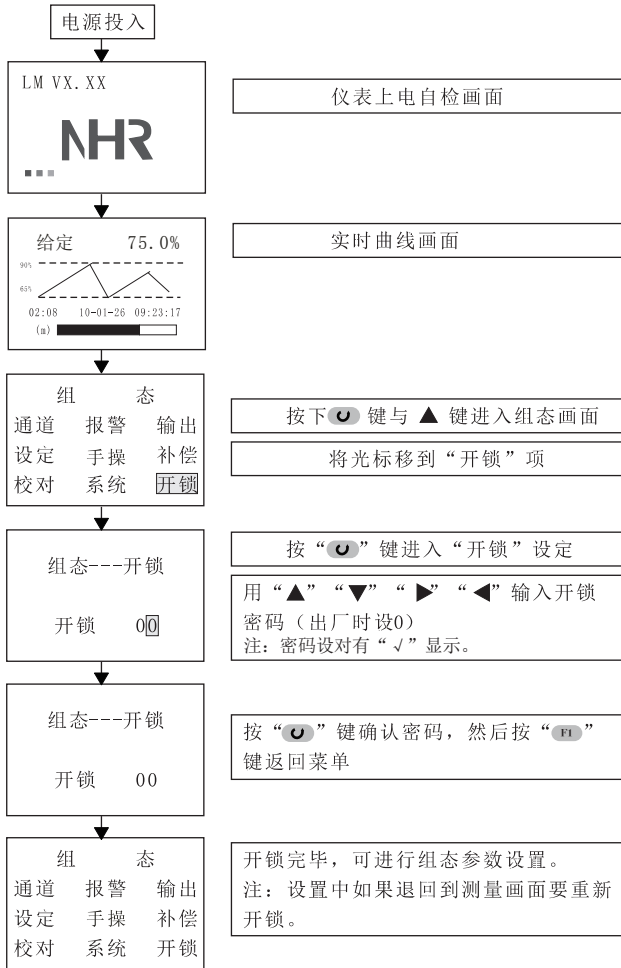 电源投入
LM VX.XX
NHR
仪表上电自检画面
给定 75.0%
90%
65%
02:08 10-01-26 09:23:17
(m)
实时曲线画面
组 态
通道 报警 输出
设定 手操 补偿
校对 系统 开锁
按下 键与 ▲ 键进入组态画面
将光标移到“开锁”项
组态---开锁
开锁 00
按“ ”键进入“开锁”设定
用“▲”“▼”“▶”“◀”输入开锁
密码（出厂时设0）
注：密码设对有“√”显示。
组态---开锁
开锁 00
按“ ”键确认密码，然后按“F1”
键返回菜单
组 态
通道 报警 输出
设定 手操 补偿
校对 系统 开锁
开锁完毕，可进行组态参数设置。
注：设置中如果退回到测量画面要重新
开锁。